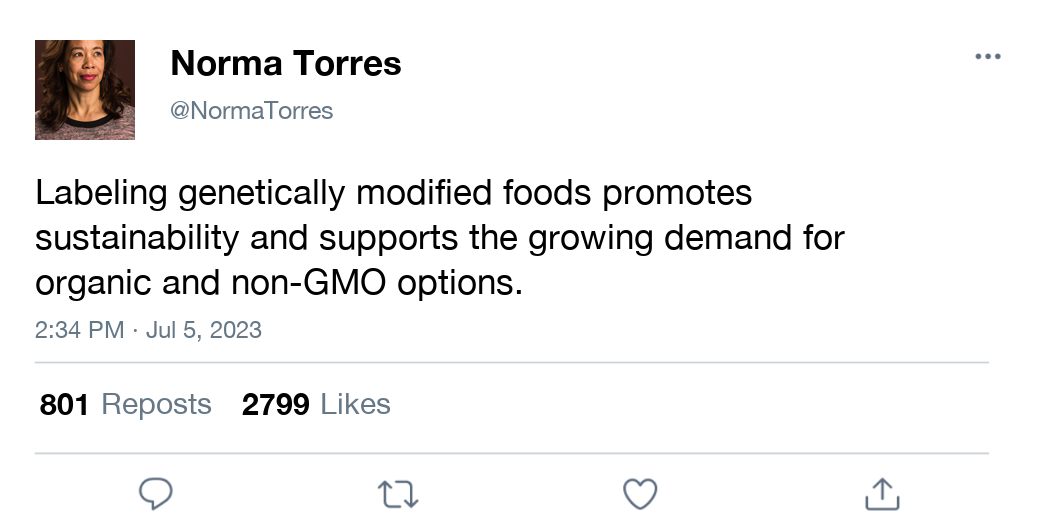 Norma Torres
@NormaTorres
Labeling genetically modified foods promotes
sustainability and supports the growing demand for
organic and non-GMO options.
2:34 PM · Jul 5, 2023
801 Reposts 2799 Likes